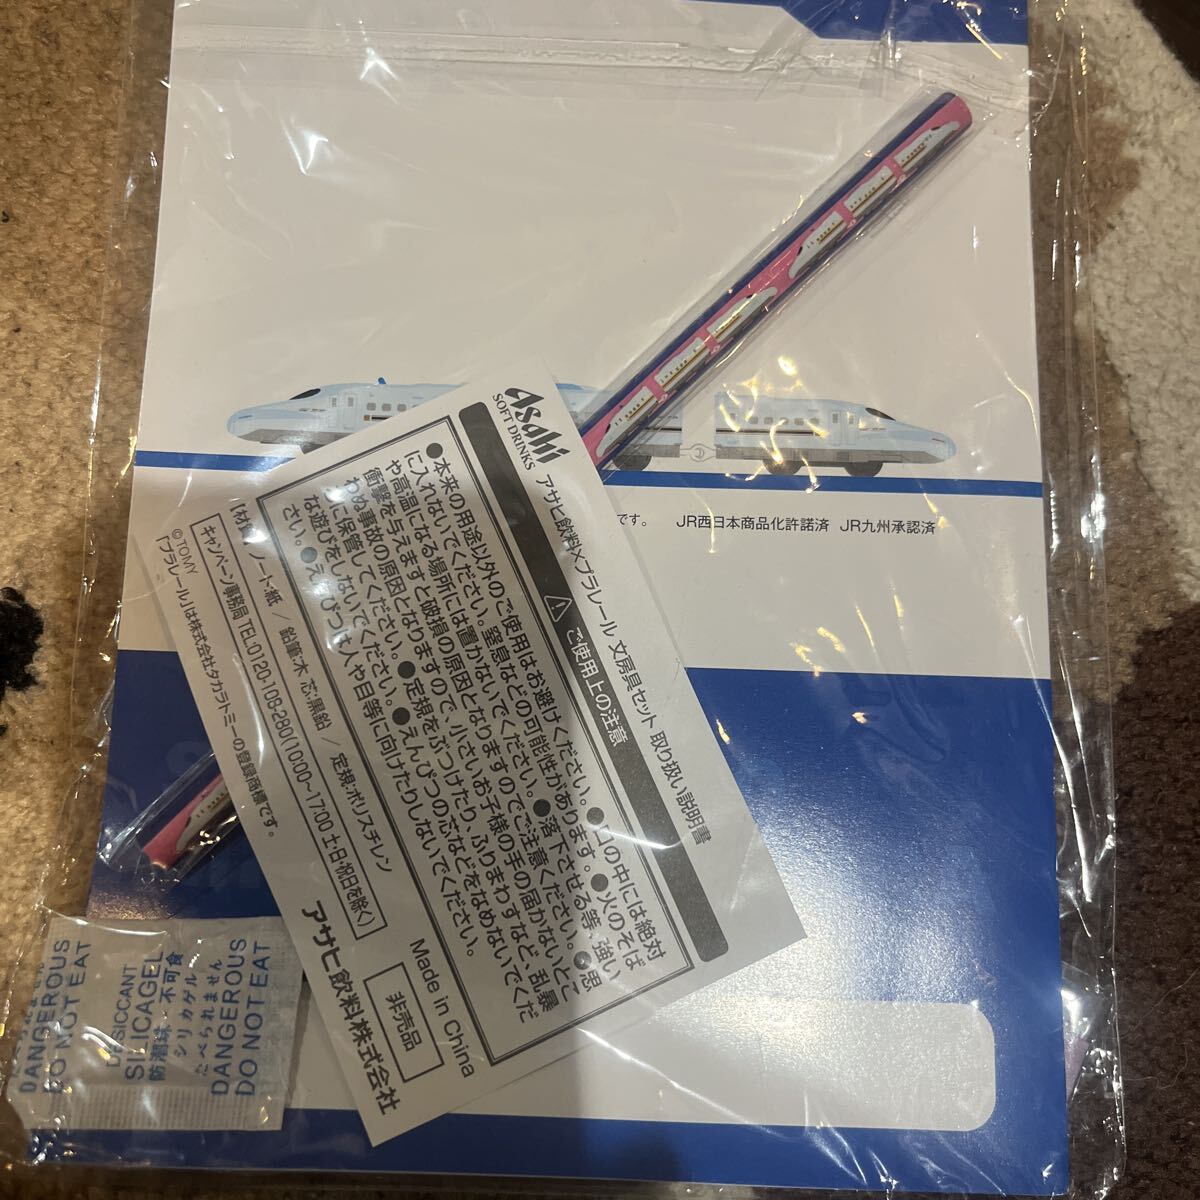 です。 JR西日本商品化許諾済 JR九州承認済
Asahi
SOFT DRINKS
アサヒ飲料×プラレール 文房具セット 取り扱い説明書
ご使用上の注意
●本来の用途以外のご使用はお避けください。●口の中には絶対
に入れないでください。窒息などの可能性があります。●火のそば
や高温になる場所には置かないでください。●落下させる等、強い
衝撃を与えますと破損の原因となりますのでご注意ください。●思
わぬ事故の原因となりますので、小さいお子様の手の届かないとこ
ろに保管してください。●定規をぶつけたり、ふりまわすなど、乱暴
な遊びをしないでください。●えんぴつの芯などをなめないでくだ
さい。●えんぴつは人や目等に向けたりしないでください。
【材質】ノート:紙 / 鉛筆:木 芯:黒鉛 / 定規:ポリスチレン
キャンペーン事務局 TEL:0120-108-280(10:00~17:00 土・日・祝日を除く)
©TOMY
「プラレール」は株式会社タカラトミーの登録商標です。
Made in China
非売品
アサヒ飲料株式会社
DANGEROUS
DO NOT EAT
DESICCANT
SILICAGEL
防潮珠・不可食
シリカゲル
たべられません
DANGEROUS
DO NOT EAT